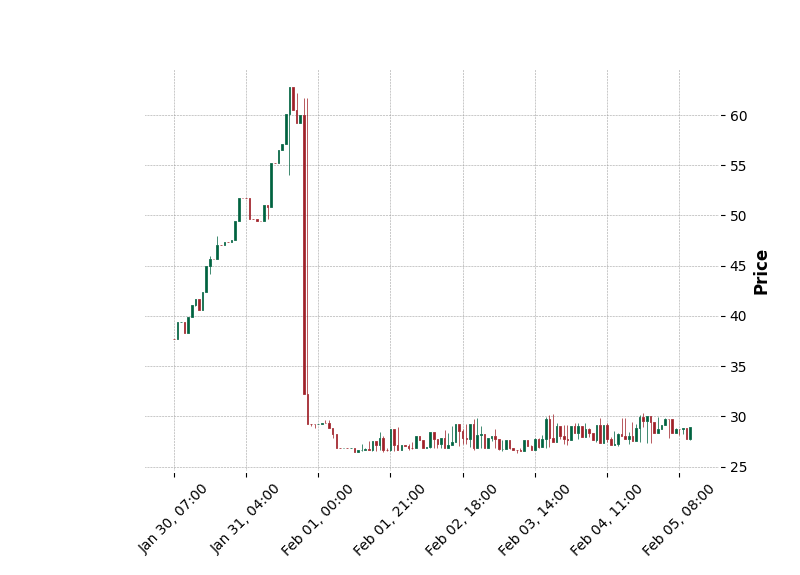 60
55
50
45
40
35
30
25
Price
Jan 30, 07:00
Jan 31, 04:00
Feb 01, 00:00
Feb 01, 21:00
Feb 02, 18:00
Feb 03, 14:00
Feb 04, 11:00
Feb 05, 08:00